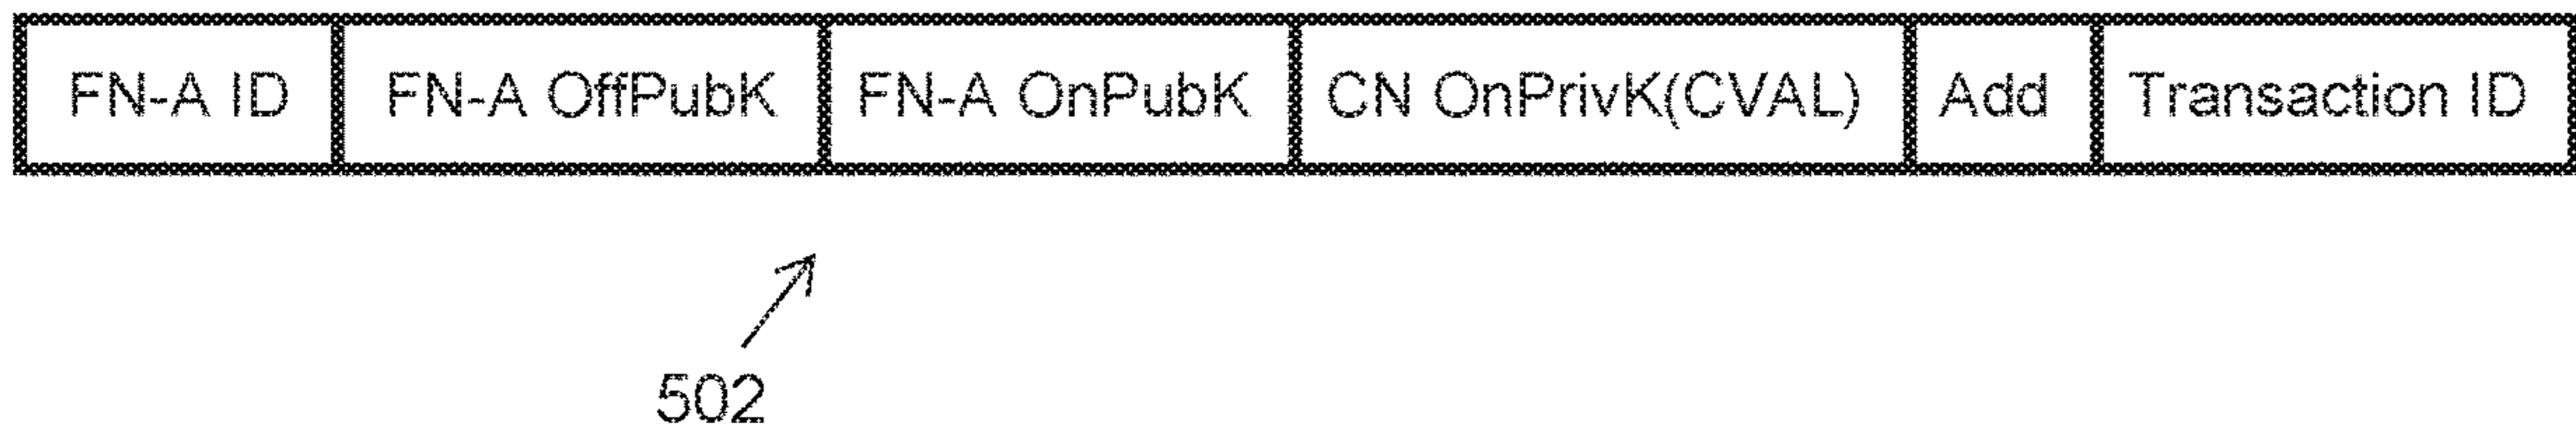 FN-A ID FN-A OffPubK FN-A OnPubK CN OnPrivK(CVAL) Add Transaction ID
502